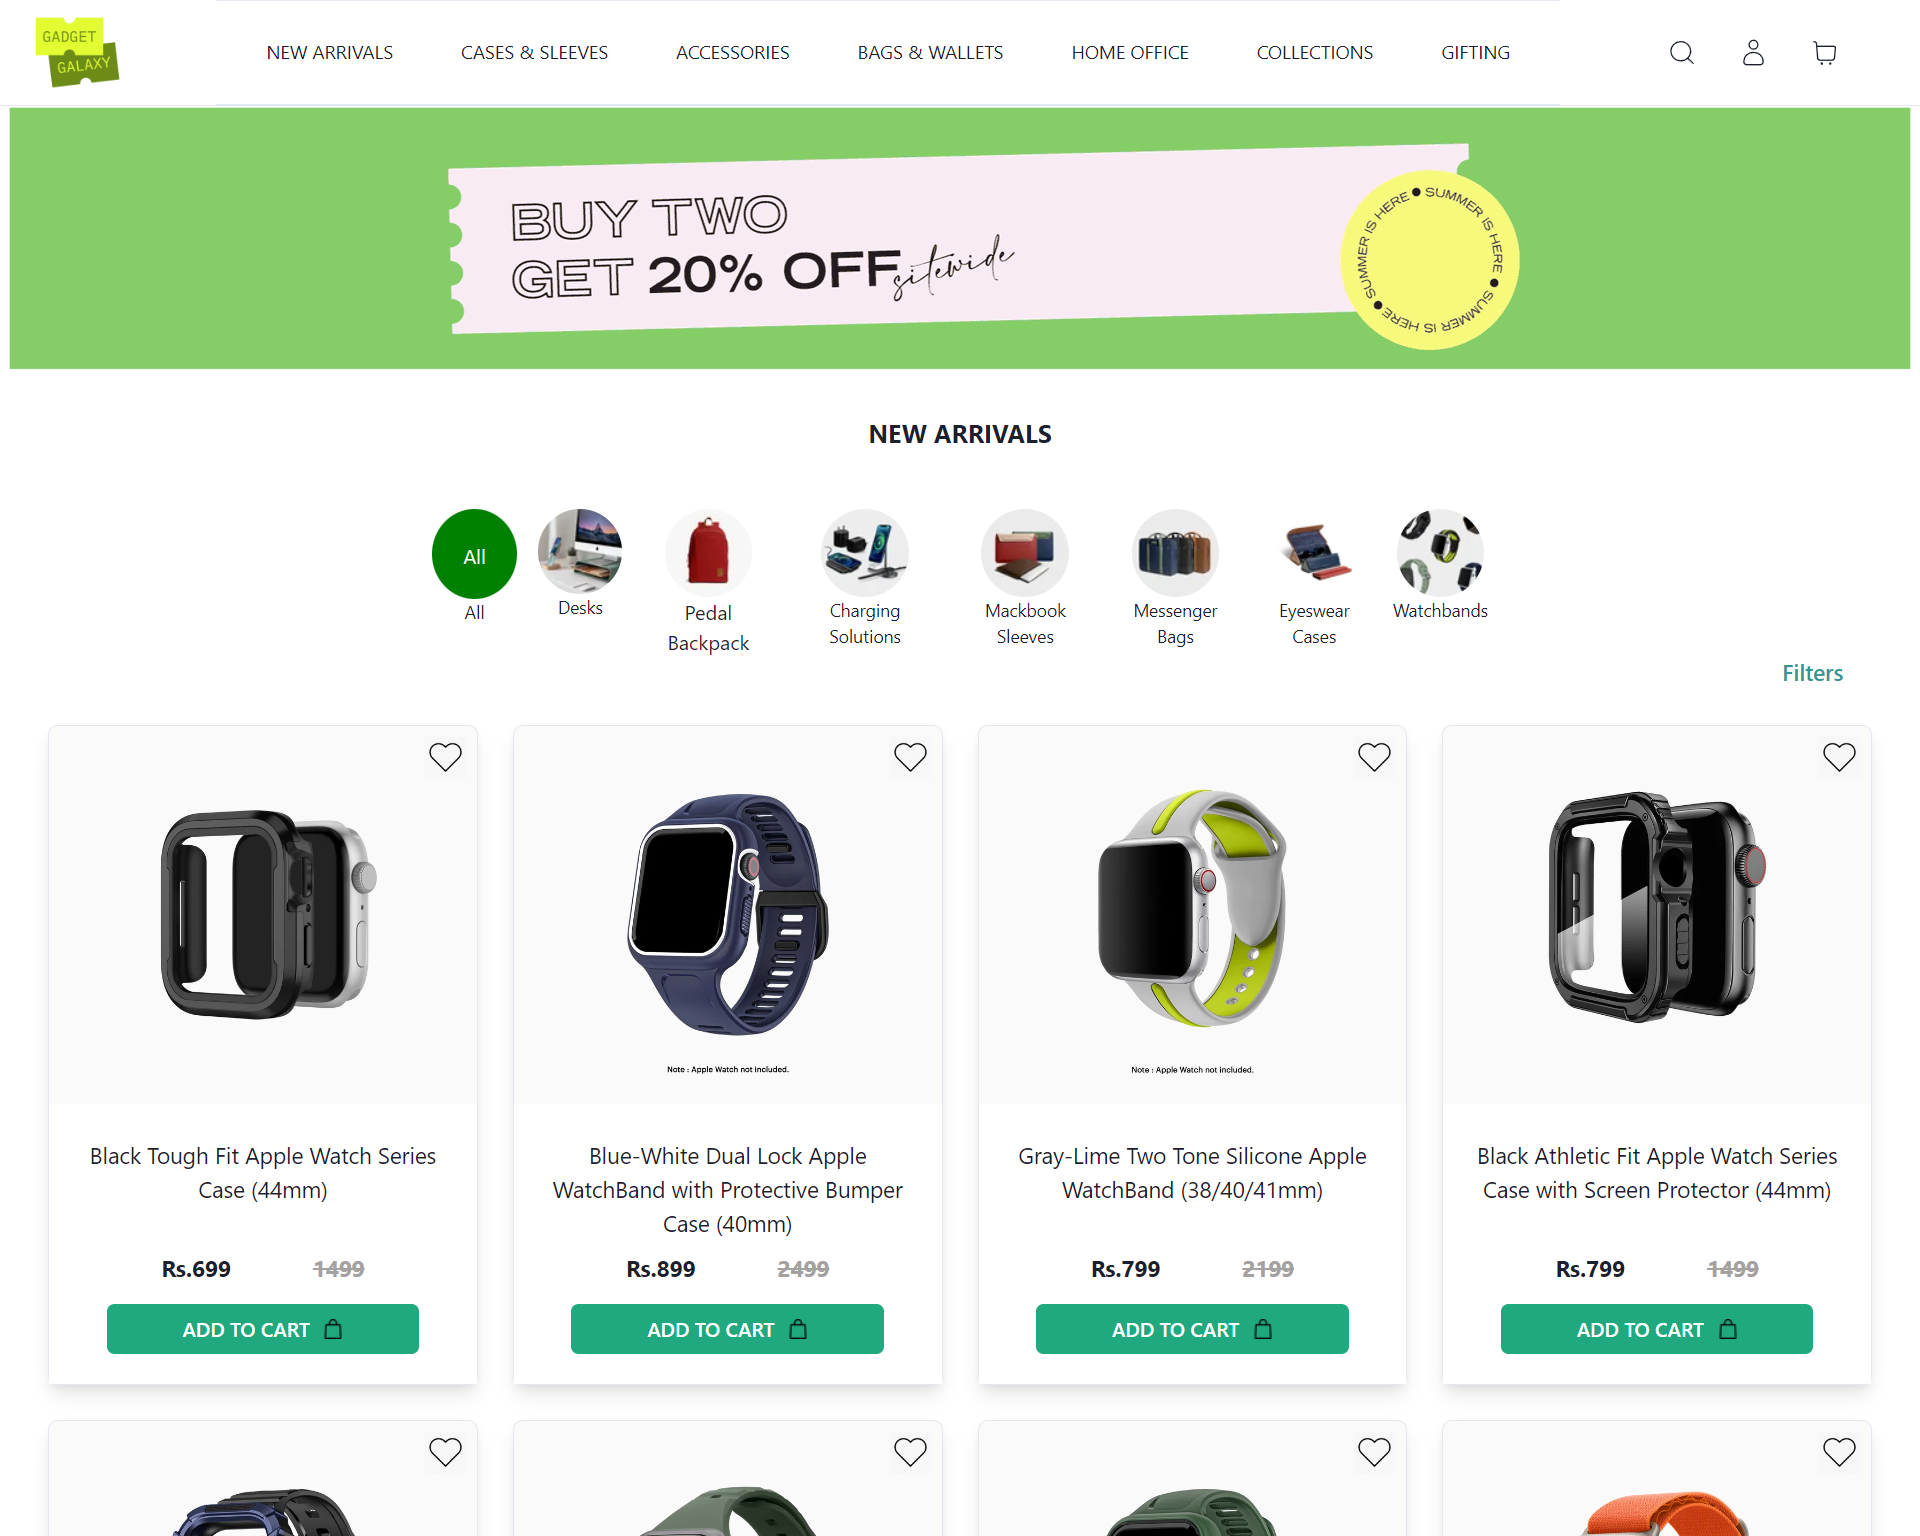 GADGET
GALAXY
NEW ARRIVALS
CASES & SLEEVES
ACCESSORIES
BAGS & WALLETS
HOME OFFICE
COLLECTIONS
GIFTING
BUY TWO
GET 20% OFF sitewide
SUMMER IS HERE • SUMMER IS HERE • SUMMER IS HERE •
NEW ARRIVALS
All
All
Desks
Pedal
Backpack
Charging
Solutions
Mackbook
Sleeves
Messenger
Bags
Eyeswear
Cases
Watchbands
Filters
Black Tough Fit Apple Watch Series
Case (44mm)
Rs.699 1499
ADD TO CART
Note : Apple Watch not included.
Blue-White Dual Lock Apple
WatchBand with Protective Bumper
Case (40mm)
Rs.899 2499
ADD TO CART
Note : Apple Watch not included.
Gray-Lime Two Tone Silicone Apple
WatchBand (38/40/41mm)
Rs.799 2199
ADD TO CART
Black Athletic Fit Apple Watch Series
Case with Screen Protector (44mm)
Rs.799 1499
ADD TO CART